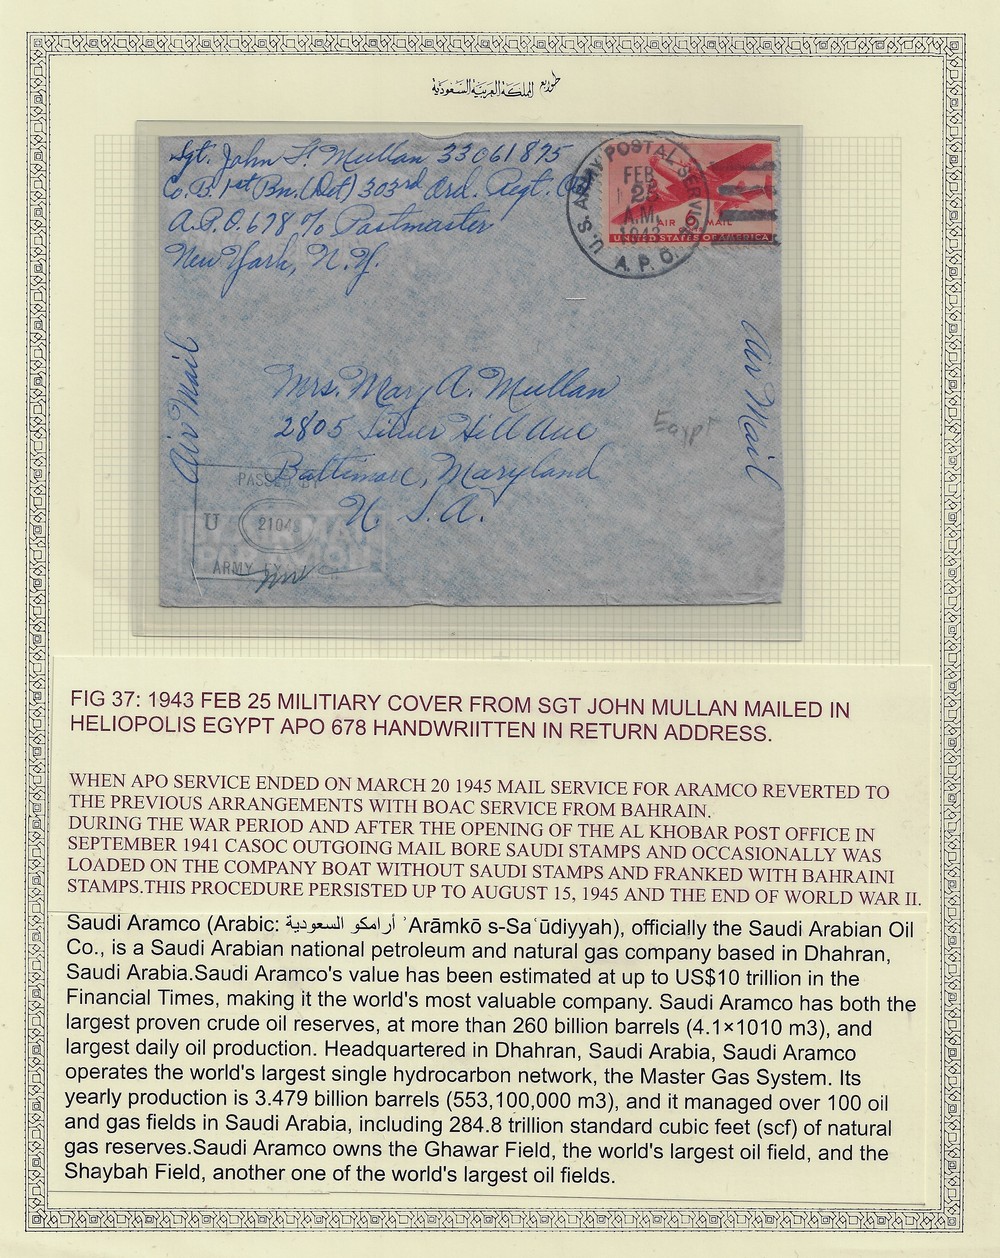 طوابع المملكة العربية السعودية
Sgt. John F. Mullan 33061875
Co. B. 1st Bn. (Det) 303rd Ord. Regt.
A.P.O. 678 % Postmaster
New York, N.Y.
U.S. ARMY POSTAL SERVICE
FEB
25
A.M.
1943
A.P.O.
AIR 6¢ MAIL
UNITED STATES OF AMERICA
Air Mail
Air Mail
Mrs. Mary A. Mullan
2805 Silver Hill Ave
Baltimore, Maryland
U.S.A.
Egypt
PASSED BY
U 21048
ARMY EX
BY AIR MAIL
PAR AVION
FIG 37: 1943 FEB 25 MILITIARY COVER FROM SGT JOHN MULLAN MAILED IN
HELIOPOLIS EGYPT APO 678 HANDWRIITTEN IN RETURN ADDRESS.
WHEN APO SERVICE ENDED ON MARCH 20 1945 MAIL SERVICE FOR ARAMCO REVERTED TO
THE PREVIOUS ARRANGEMENTS WITH BOAC SERVICE FROM BAHRAIN.
DURING THE WAR PERIOD AND AFTER THE OPENING OF THE AL KHOBAR POST OFFICE IN
SEPTEMBER 1941 CASOC OUTGOING MAIL BORE SAUDI STAMPS AND OCCASIONALLY WAS
LOADED ON THE COMPANY BOAT WITHOUT SAUDI STAMPS AND FRANKED WITH BAHRAINI
STAMPS.THIS PROCEDURE PERSISTED UP TO AUGUST 15, 1945 AND THE END OF WORLD WAR II.
Saudi Aramco (Arabic: أرامكو السعودية ʾArāmkō s-Saʿūdiyyah), officially the Saudi Arabian Oil
Co., is a Saudi Arabian national petroleum and natural gas company based in Dhahran,
Saudi Arabia.Saudi Aramco's value has been estimated at up to US$10 trillion in the
Financial Times, making it the world's most valuable company. Saudi Aramco has both the
largest proven crude oil reserves, at more than 260 billion barrels (4.1×1010 m3), and
largest daily oil production. Headquartered in Dhahran, Saudi Arabia, Saudi Aramco
operates the world's largest single hydrocarbon network, the Master Gas System. Its
yearly production is 3.479 billion barrels (553,100,000 m3), and it managed over 100 oil
and gas fields in Saudi Arabia, including 284.8 trillion standard cubic feet (scf) of natural
gas reserves.Saudi Aramco owns the Ghawar Field, the world's largest oil field, and the
Shaybah Field, another one of the world's largest oil fields.